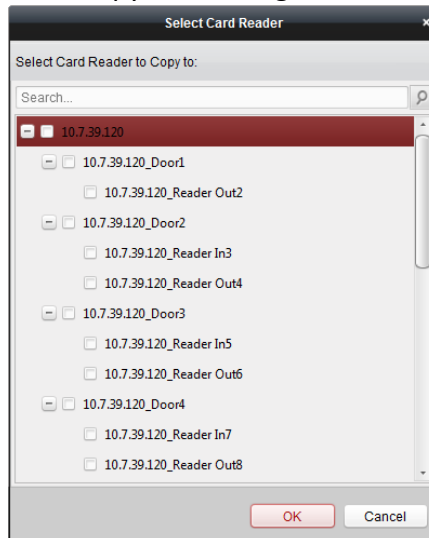 Select Card Reader ×
Select Card Reader to Copy to:
Search...
10.7.39.120
10.7.39.120_Door1
10.7.39.120_Reader Out2
10.7.39.120_Door2
10.7.39.120_Reader In3
10.7.39.120_Reader Out4
10.7.39.120_Door3
10.7.39.120_Reader In5
10.7.39.120_Reader Out6
10.7.39.120_Door4
10.7.39.120_Reader In7
10.7.39.120_Reader Out8
OK Cancel